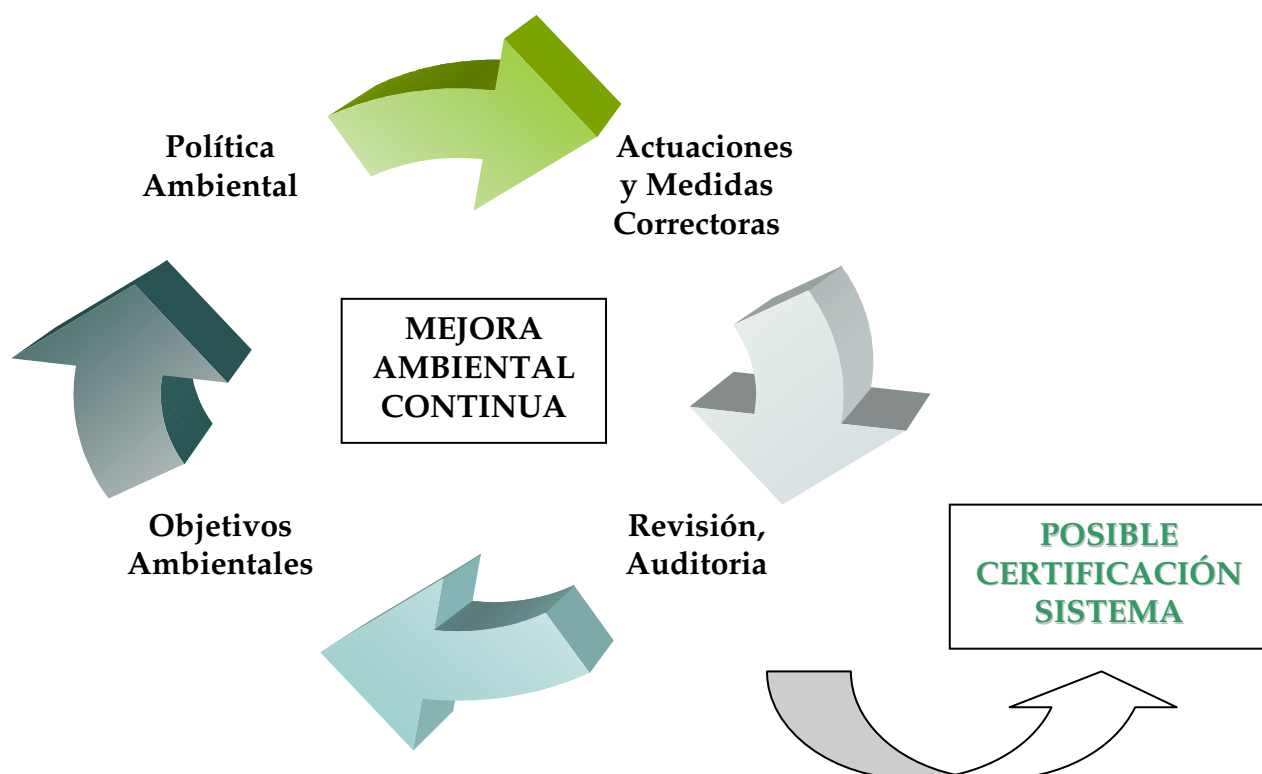 Política
Ambiental
Actuaciones
y Medidas
Correctoras
MEJORA
AMBIENTAL
CONTINUA
Objetivos
Ambientales
Revisión,
Auditoria
POSIBLE
CERTIFICACIÓN
SISTEMA